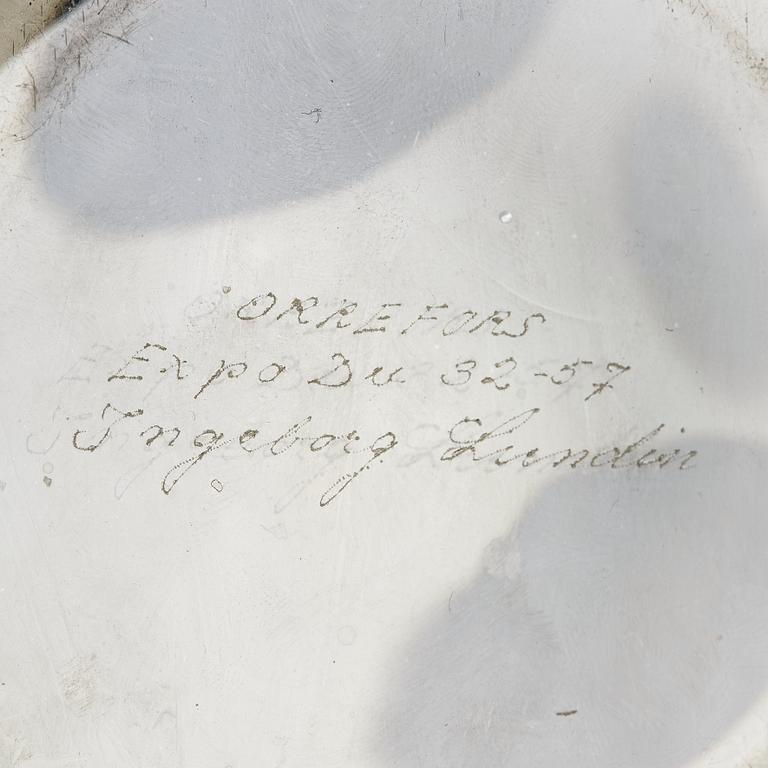 ORREFORS
Expo Du 32-57
Ingeborg Lundin